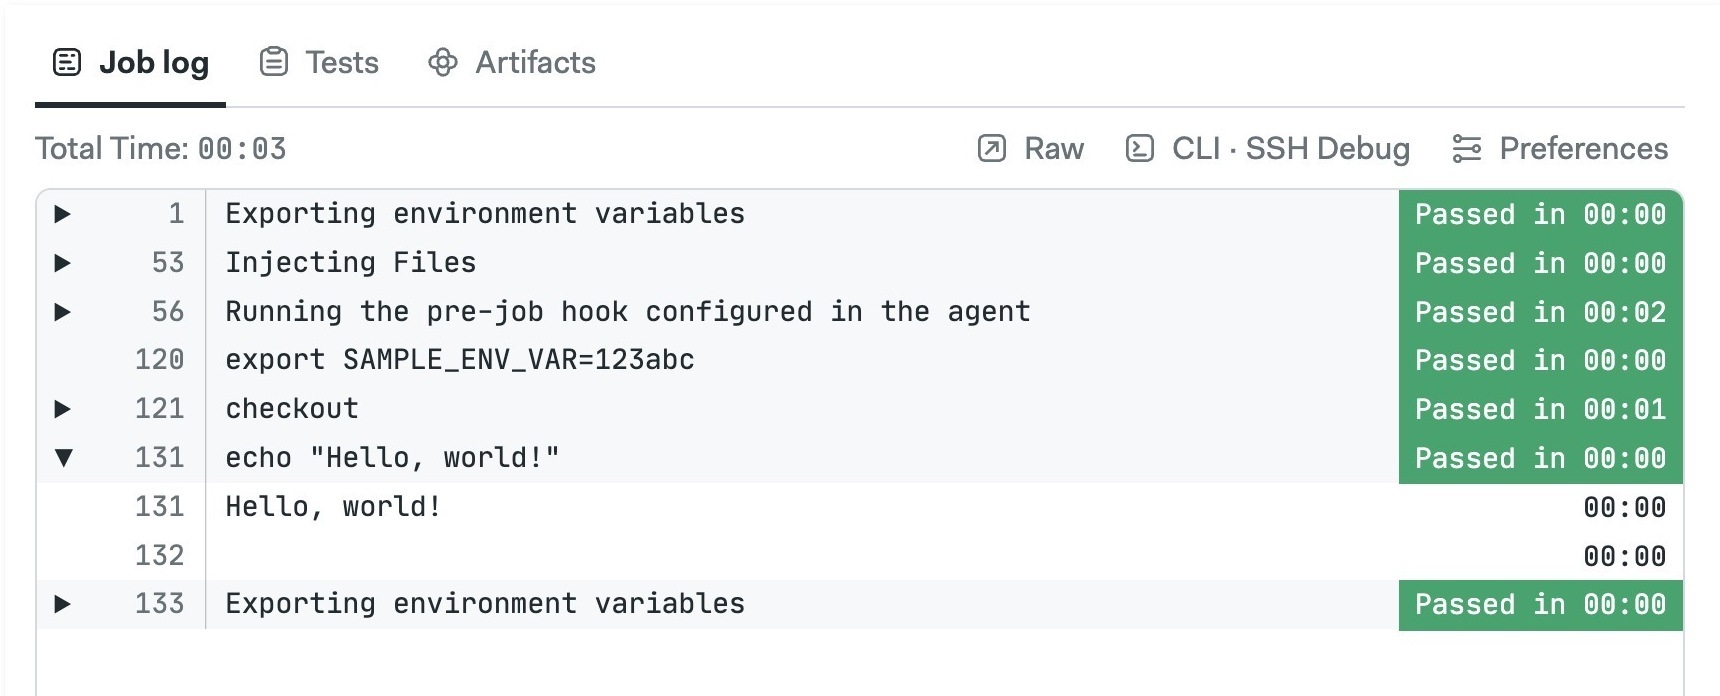 Job log Tests Artifacts
Total Time: 00:03 Raw CLI · SSH Debug Preferences
1 Exporting environment variables Passed in 00:00
53 Injecting Files Passed in 00:00
56 Running the pre-job hook configured in the agent Passed in 00:02
120 export SAMPLE_ENV_VAR=123abc Passed in 00:00
121 checkout Passed in 00:01
131 echo "Hello, world!" Passed in 00:00
131 Hello, world! 00:00
132 00:00
133 Exporting environment variables Passed in 00:00